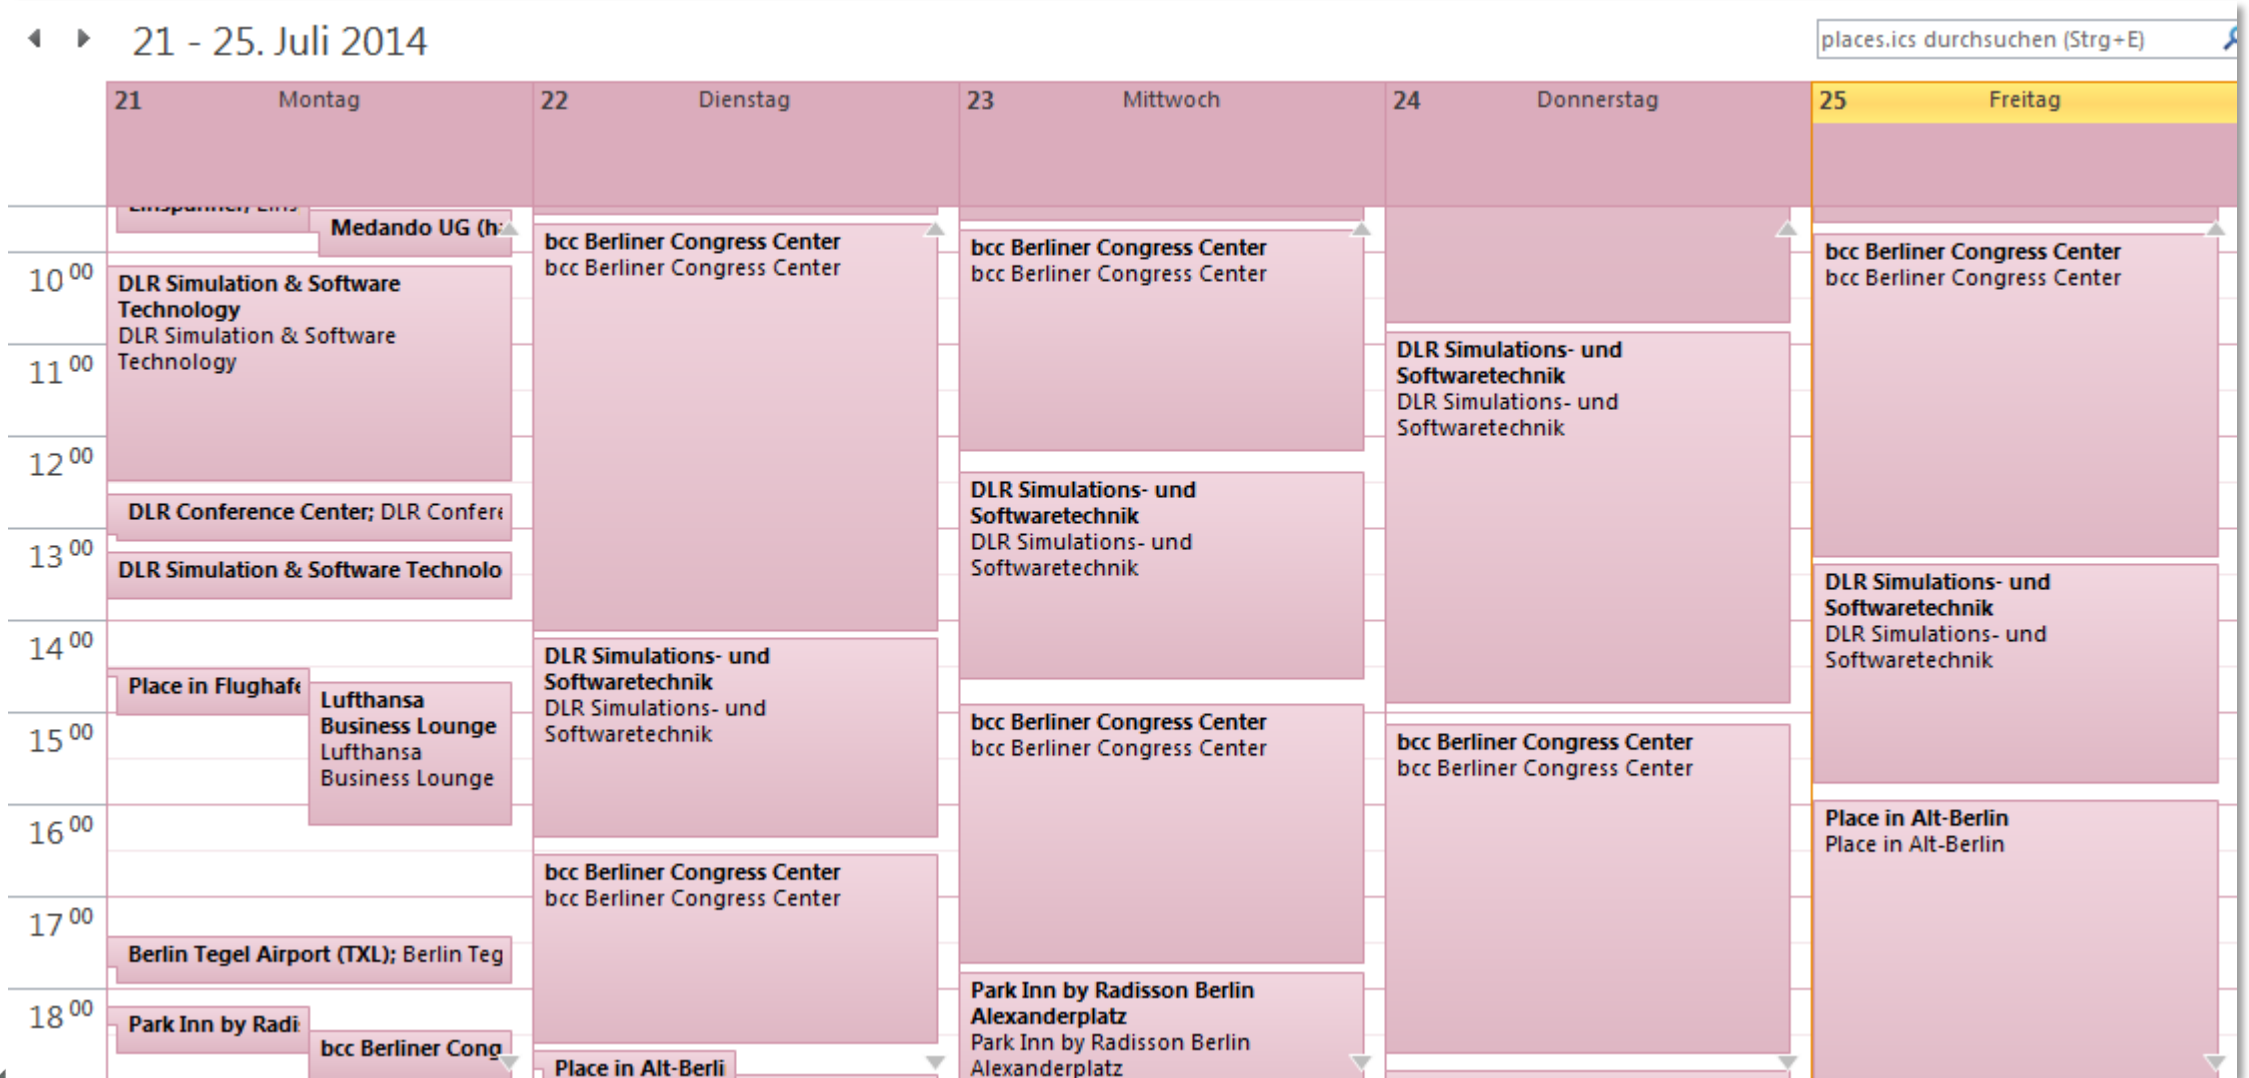 21 - 25. Juli 2014
places.ics durchsuchen (Strg+E)
21 Montag
22 Dienstag
23 Mittwoch
24 Donnerstag
25 Freitag
10 00
11 00
12 00
13 00
14 00
15 00
16 00
17 00
18 00
Medando UG (h
DLR Simulation & Software
Technology
DLR Simulation & Software
Technology
DLR Conference Center; DLR Confere
DLR Simulation & Software Technolo
Place in Flughafe
Lufthansa
Business Lounge
Lufthansa
Business Lounge
Berlin Tegel Airport (TXL); Berlin Teg
Park Inn by Radi
bcc Berliner Cong
bcc Berliner Congress Center
bcc Berliner Congress Center
DLR Simulations- und
Softwaretechnik
DLR Simulations- und
Softwaretechnik
bcc Berliner Congress Center
bcc Berliner Congress Center
Place in Alt-Berli
bcc Berliner Congress Center
bcc Berliner Congress Center
DLR Simulations- und
Softwaretechnik
DLR Simulations- und
Softwaretechnik
bcc Berliner Congress Center
bcc Berliner Congress Center
Park Inn by Radisson Berlin
Alexanderplatz
Park Inn by Radisson Berlin
Alexanderplatz
DLR Simulations- und
Softwaretechnik
DLR Simulations- und
Softwaretechnik
bcc Berliner Congress Center
bcc Berliner Congress Center
bcc Berliner Congress Center
bcc Berliner Congress Center
DLR Simulations- und
Softwaretechnik
DLR Simulations- und
Softwaretechnik
Place in Alt-Berlin
Place in Alt-Berlin